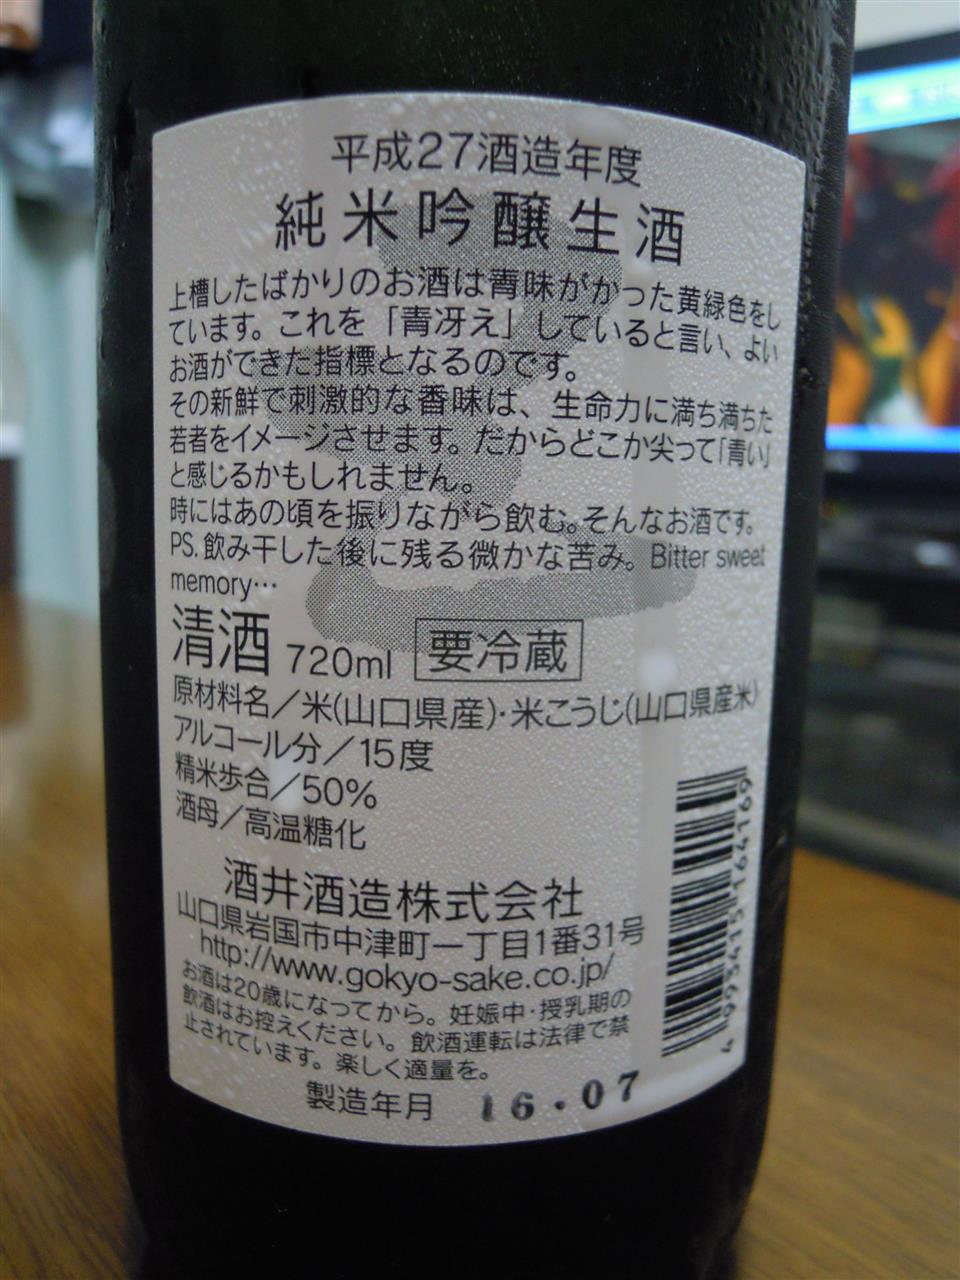 平成27酒造年度
純米吟醸生酒
上槽したばかりのお酒は青味がかった黄緑色をし
ています。これを「青冴え」していると言い、よい
お酒ができた指標となるのです。
その新鮮で刺激的な香味は、生命力に満ち満ちた
若者をイメージさせます。だからどこか尖って「青い」
と感じるかもしれません。
時にはあの頃を振りながら飲む。そんなお酒です。
PS.飲み干した後に残る微かな苦み。Bitter sweet
memory…
清酒 720ml 要冷蔵
原材料名／米(山口県産)・米こうじ(山口県産米)
アルコール分／15度
精米歩合／50%
酒母／高温糖化
酒井酒造株式会社
山口県岩国市中津町一丁目1番31号
http://www.gokyo-sake.co.jp/
お酒は20歳になってから。妊娠中・授乳期の
飲酒はお控えください。飲酒運転は法律で禁
止されています。楽しく適量を。
製造年月 16.07
4 993415 164169